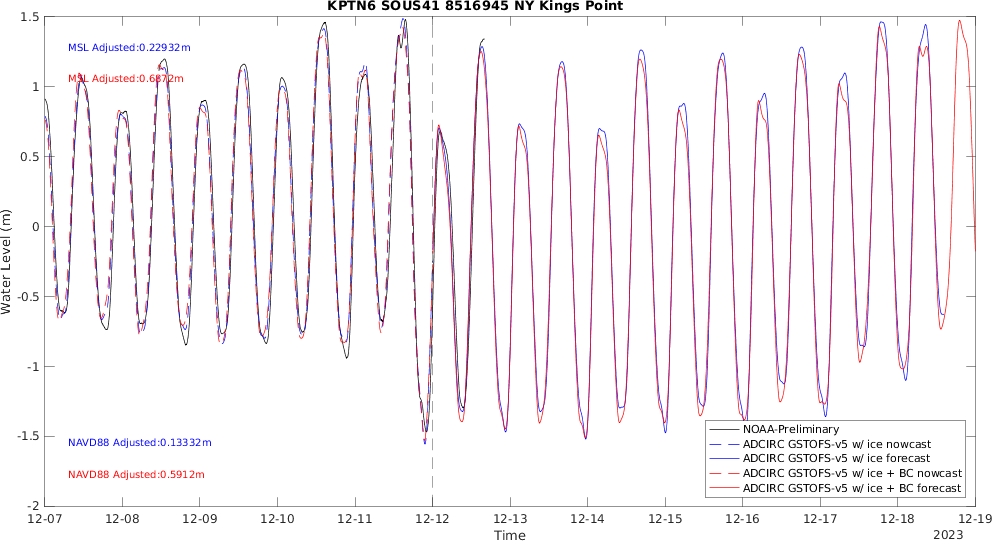 KPTN6 SOUS41 8516945 NY Kings Point
1.5
1
0.5
0
-0.5
-1
-1.5
-2
Water Level (m)
MSL Adjusted:0.22932m
MSL Adjusted:0.6872m
NAVD88 Adjusted:0.13332m
NAVD88 Adjusted:0.5912m
NOAA-Preliminary
ADCIRC GSTOFS-v5 w/ ice nowcast
ADCIRC GSTOFS-v5 w/ ice forecast
ADCIRC GSTOFS-v5 w/ ice + BC nowcast
ADCIRC GSTOFS-v5 w/ ice + BC forecast
12-07 12-08 12-09 12-10 12-11 12-12 12-13 12-14 12-15 12-16 12-17 12-18 12-19
Time
2023